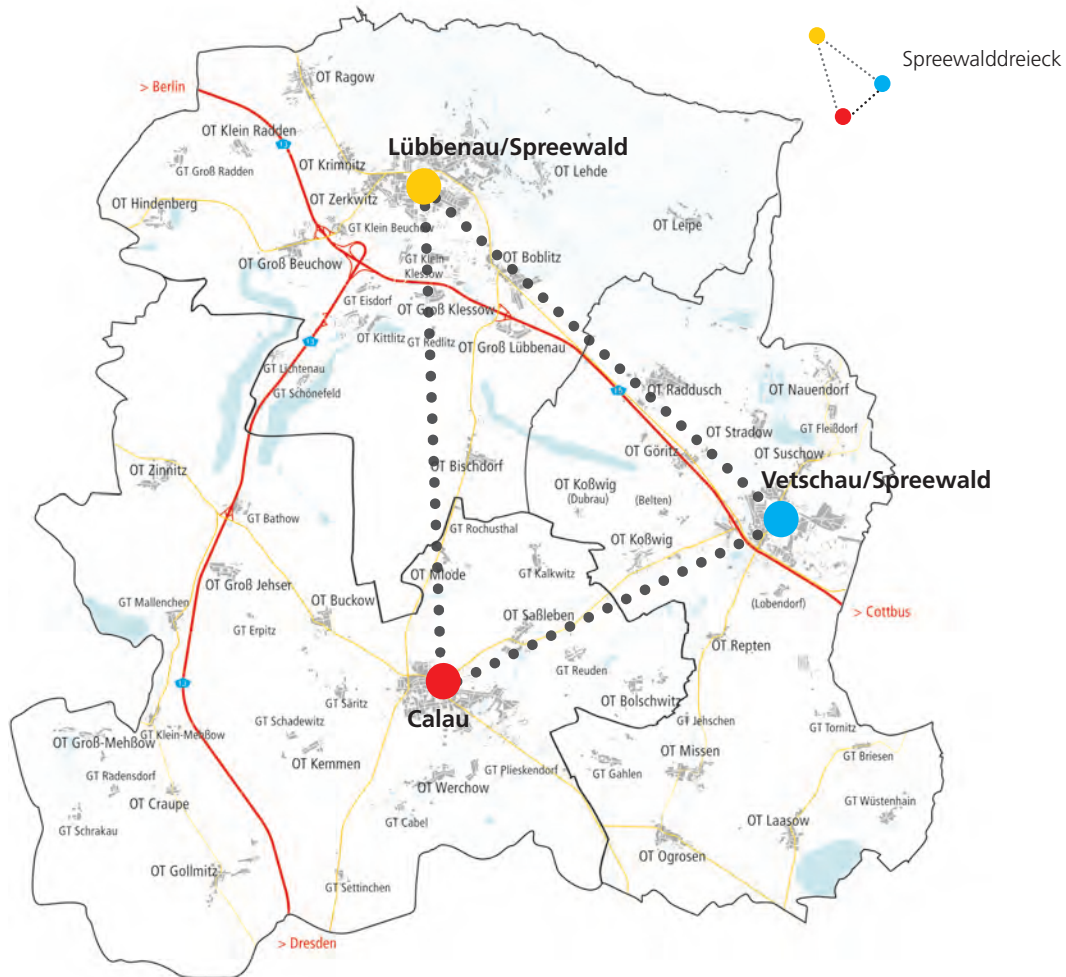 Spreewalddreieck
OT Ragow
> Berlin
13
OT Klein Radden
GT Groß Radden
OT Krimnitz
Lübbenau/Spreewald
OT Lehde
OT Hindenberg
OT Zerkwitz
GT Klein Beuchow
OT Leipe
OT Groß Beuchow
GT Klein
Klessow
OT Boblitz
GT Eisdorf
OT Groß Klessow
OT Kittlitz
GT Redlitz
OT Groß Lübbenau
13
GT Lichtenau
GT Schönefeld
15
OT Raddusch
OT Nauendorf
GT Fleißdorf
OT Stradow
OT Suschow
OT Göritz
OT Zinnitz
OT Bischdorf
OT Koßwig
(Dubrau)
(Belten)
Vetschau/Spreewald
GT Bathow
GT Rochusthal
OT Koßwig
OT Mlode
GT Kalkwitz
OT Groß Jehser
GT Mallenchen
OT Buckow
GT Erpitz
OT Saßleben
(Lobendorf)
> Cottbus
OT Repten
GT Reuden
13
GT Säritz
OT Bolschwitz
Calau
GT Schadewitz
GT Jehschen
GT Tornitz
OT Groß-Mehßow
GT Klein-Mehßow
OT Kemmen
OT Missen
GT Briesen
GT Radensdorf
OT Craupe
OT Werchow
GT Plieskendorf
GT Gahlen
GT Wüstenhain
GT Schrakau
GT Cabel
OT Laasow
OT Ogrosen
OT Gollmitz
GT Settinchen
> Dresden